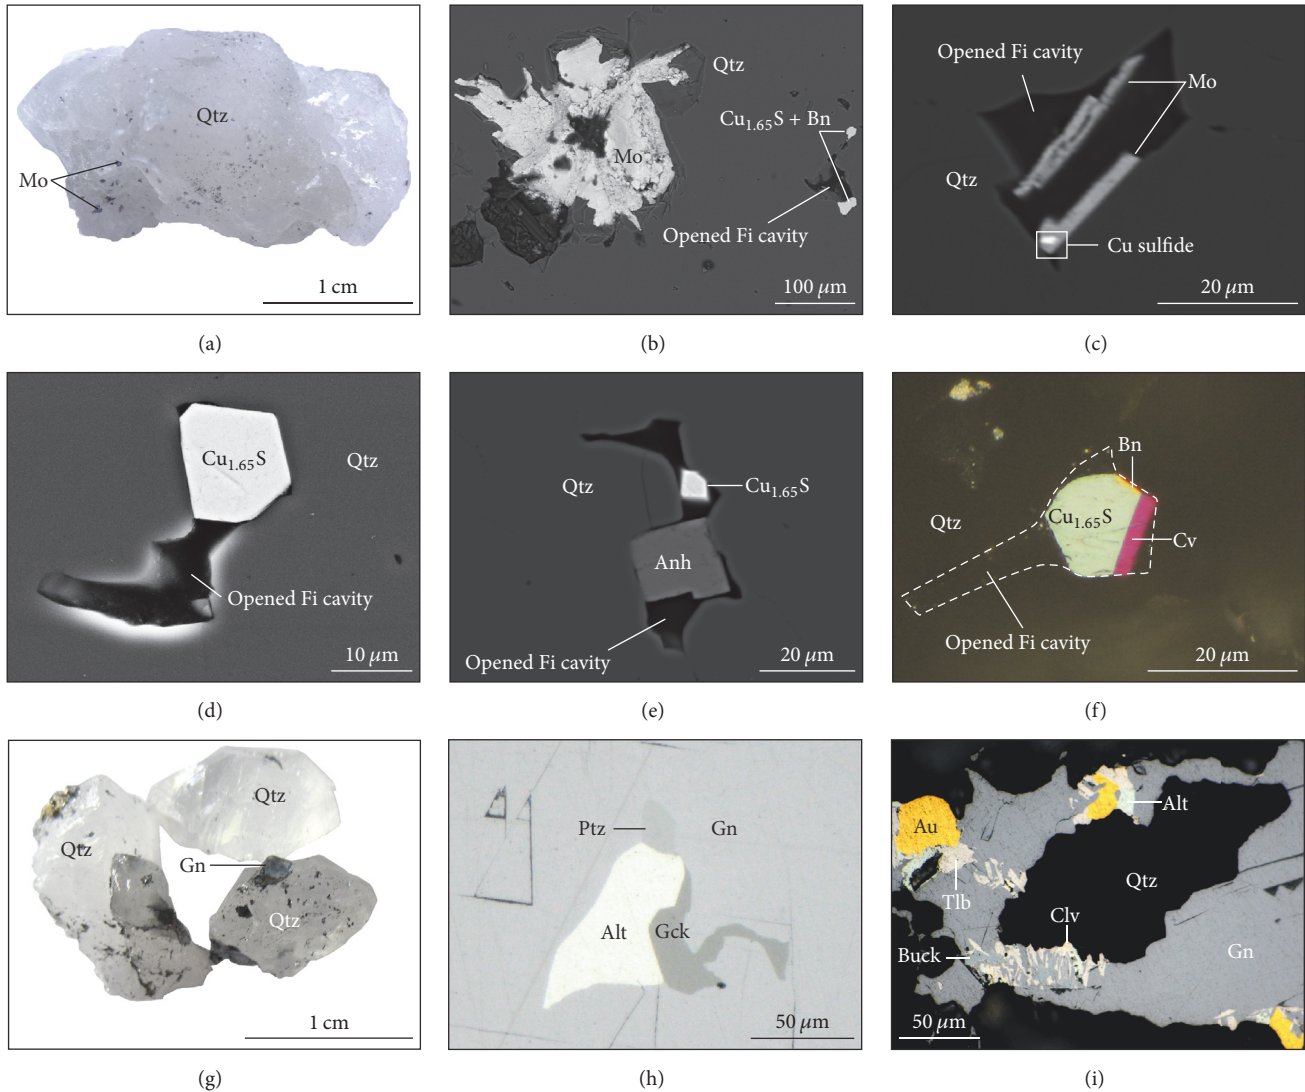 Qtz
Mo
1 cm
(a)
Qtz
Cu₁.₆₅S + Bn
Mo
Opened Fi cavity
100 µm
(b)
Opened Fi cavity
Mo
Qtz
Cu sulfide
20 µm
(c)
Cu₁.₆₅S
Qtz
Opened Fi cavity
10 µm
(d)
Qtz
Cu₁.₆₅S
Anh
Opened Fi cavity
20 µm
(e)
Bn
Cu₁.₆₅S
Qtz
Cv
Opened Fi cavity
20 µm
(f)
Qtz
Qtz
Gn
Qtz
1 cm
(g)
Ptz
Gn
Alt
Gck
50 µm
(h)
Alt
Au
Qtz
Tlb
Clv
Buck
Gn
50 µm
(i)